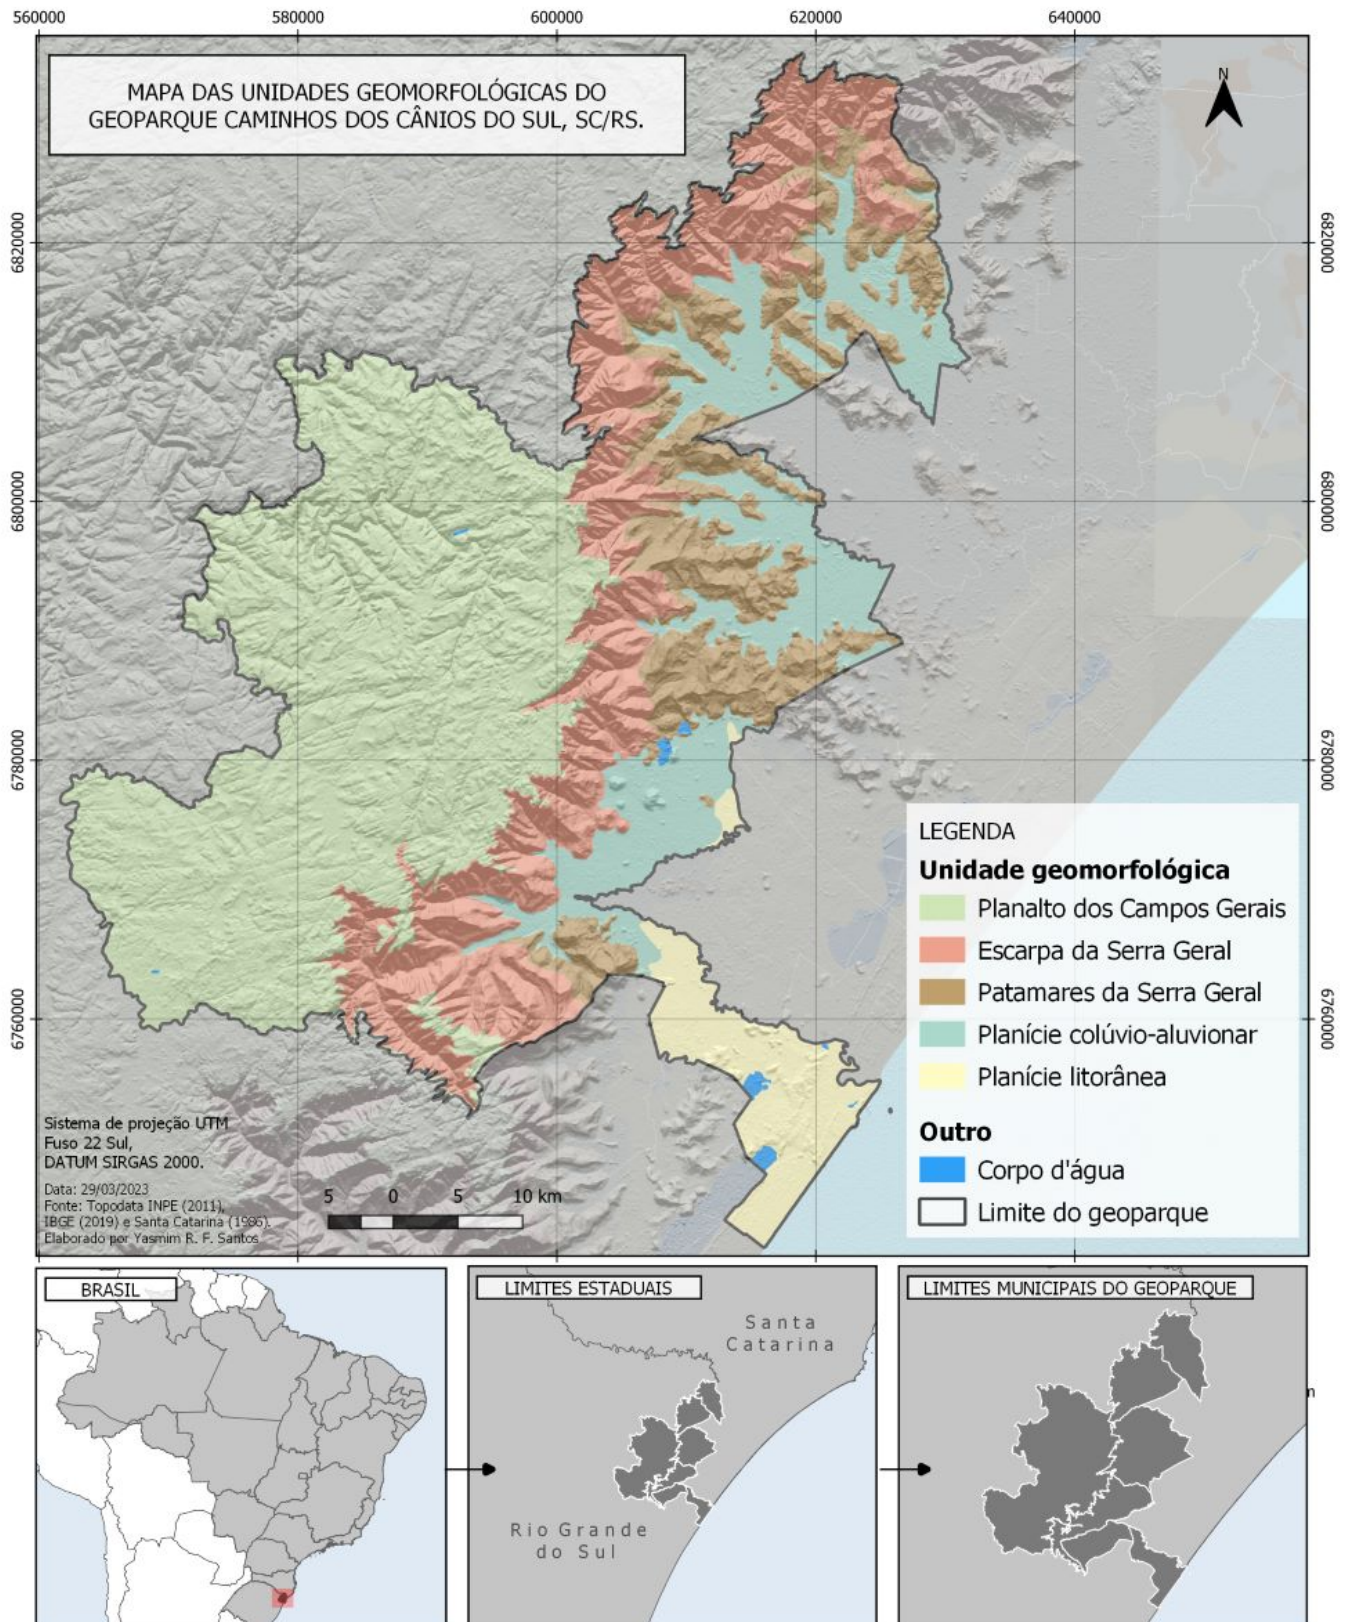 560000
580000
600000
620000
640000
MAPA DAS UNIDADES GEOMORFOLÓGICAS DO
GEOPARQUE CAMINHOS DOS CÂNIOS DO SUL, SC/RS.
N
6820000
6820000
6800000
6800000
6780000
6780000
6760000
6760000
LEGENDA
Unidade geomorfológica
Planalto dos Campos Gerais
Escarpa da Serra Geral
Patamares da Serra Geral
Planície colúvio-aluvionar
Planície litorânea
Outro
Corpo d'água
Limite do geoparque
Sistema de projeção UTM
Fuso 22 Sul,
DATUM SIRGAS 2000.
Data: 29/03/2023
Fonte: Topodata INPE (2011),
IBGE (2019) e Santa Catarina (1986).
Elaborado por Yasmim R. F. Santos
5 0 5 10 km
BRASIL
LIMITES ESTADUAIS
Santa
Catarina
Rio Grande
do Sul
LIMITES MUNICIPAIS DO GEOPARQUE
n